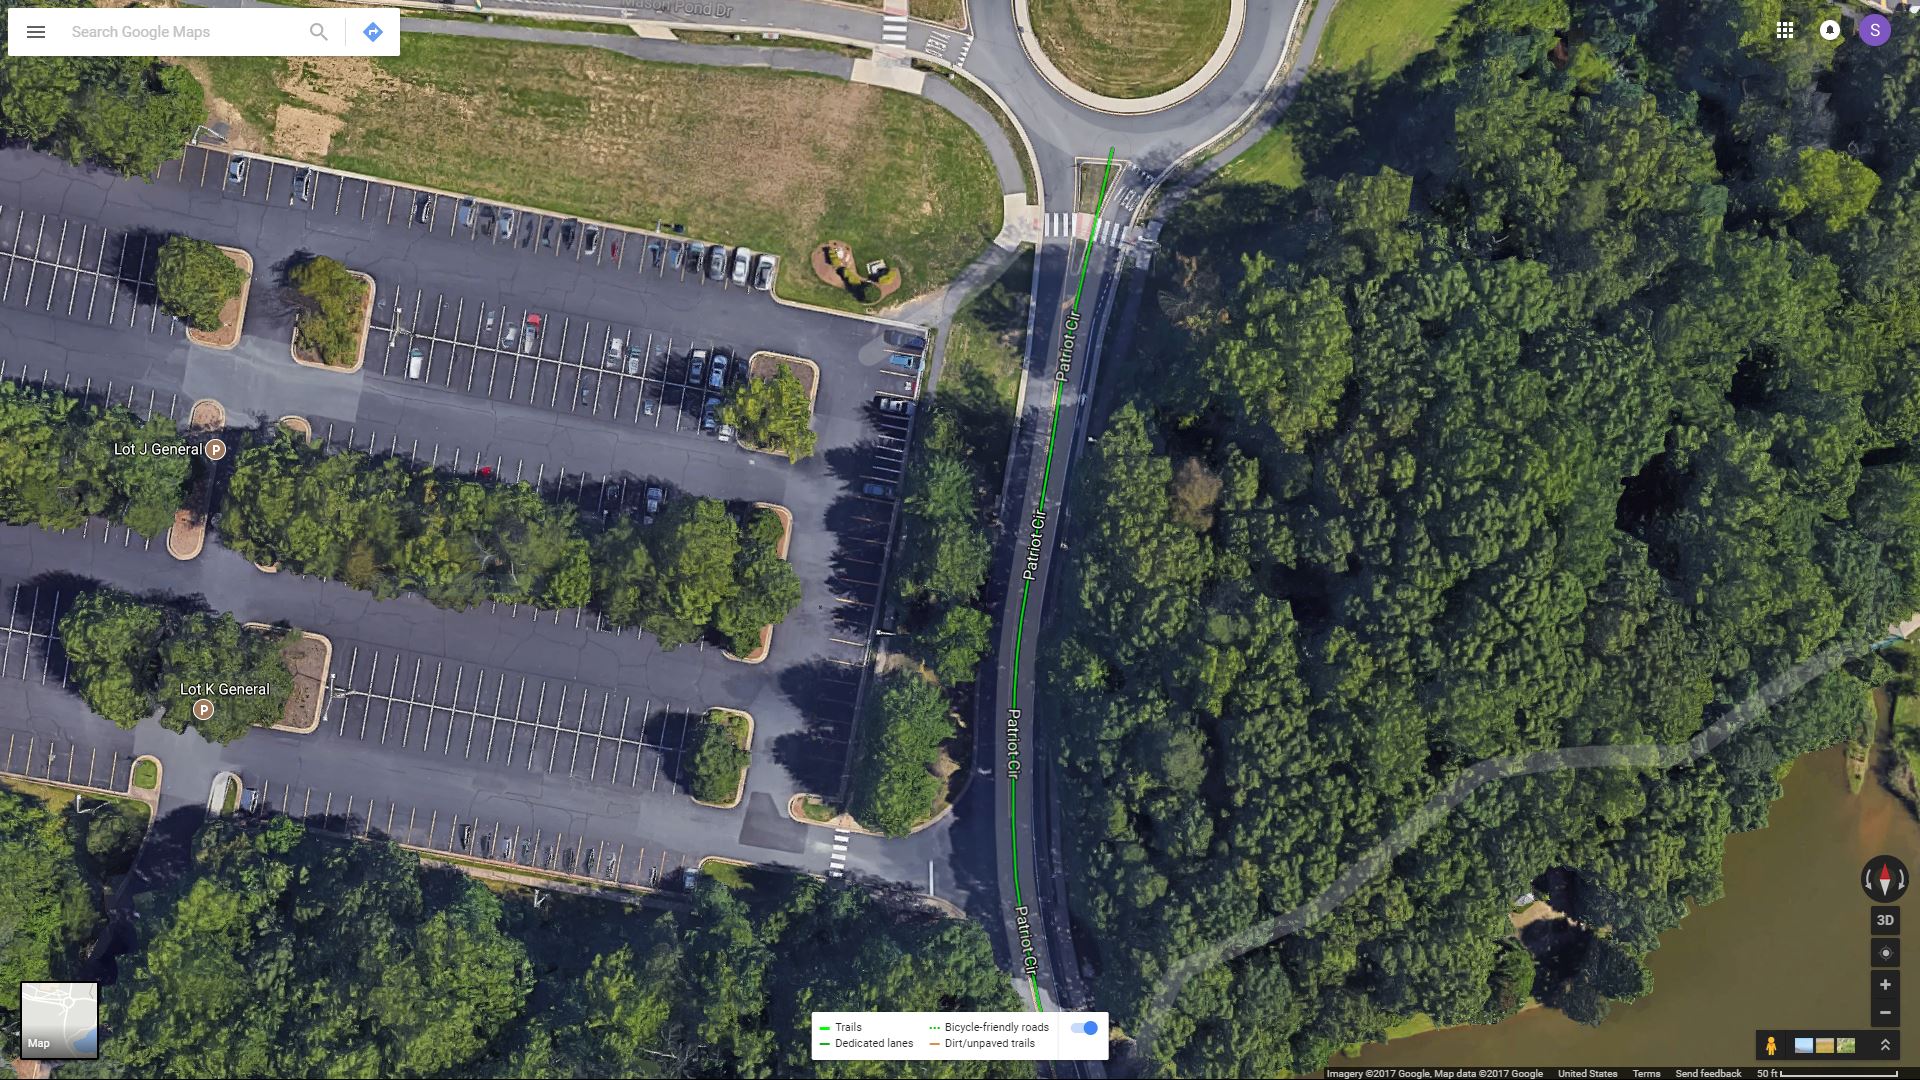 Mason Pond Dr
Search Google Maps
S
Patriot Cir
Lot J General P
Patriot Cir
Lot K General
P
Patriot Cir
Patriot Cir
3D
Map
Trails
Bicycle-friendly roads
Dedicated lanes
Dirt/unpaved trails
Imagery ©2017 Google, Map data ©2017 Google United States Terms Send feedback 50 ft